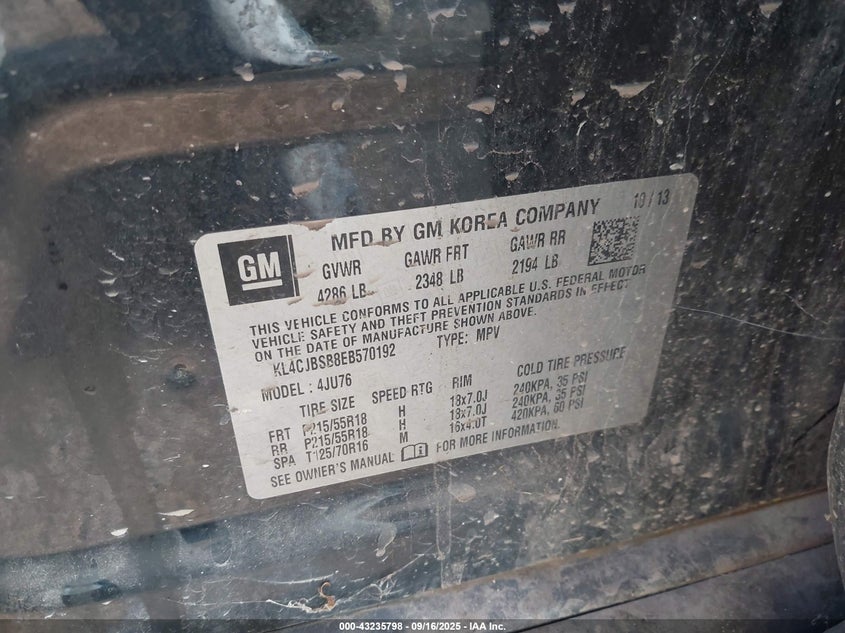 MFD BY GM KOREA COMPANY 10 / 13
GM
GVWR GAWR FRT GAWR RR
4286 LB 2348 LB 2194 LB
THIS VEHICLE CONFORMS TO ALL APPLICABLE U.S. FEDERAL MOTOR
VEHICLE SAFETY AND THEFT PREVENTION STANDARDS IN EFFECT
ON THE DATE OF MANUFACTURE SHOWN ABOVE.
KL4CJBSB8EB570192 TYPE: MPV
MODEL : 4JU76
TIRE SIZE SPEED RTG RIM COLD TIRE PRESSURE
FRT P215/55R18 H 18x7.0J 240KPA, 35 PSI
RR P215/55R18 H 18x7.0J 240KPA, 35 PSI
SPA T125/70R16 M 16x4.0T 420KPA, 60 PSI
SEE OWNER'S MANUAL FOR MORE INFORMATION.
000-43235798 - 09/16/2025 - IAA Inc.